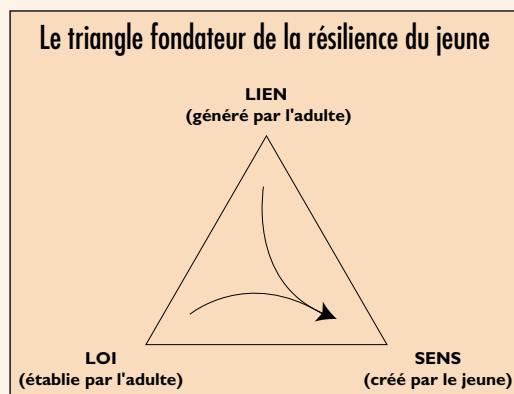 Le triangle fondateur de la résilience du jeune
LIEN
(généré par l'adulte)
LOI
(établie par l'adulte)
SENS
(créé par le jeune)